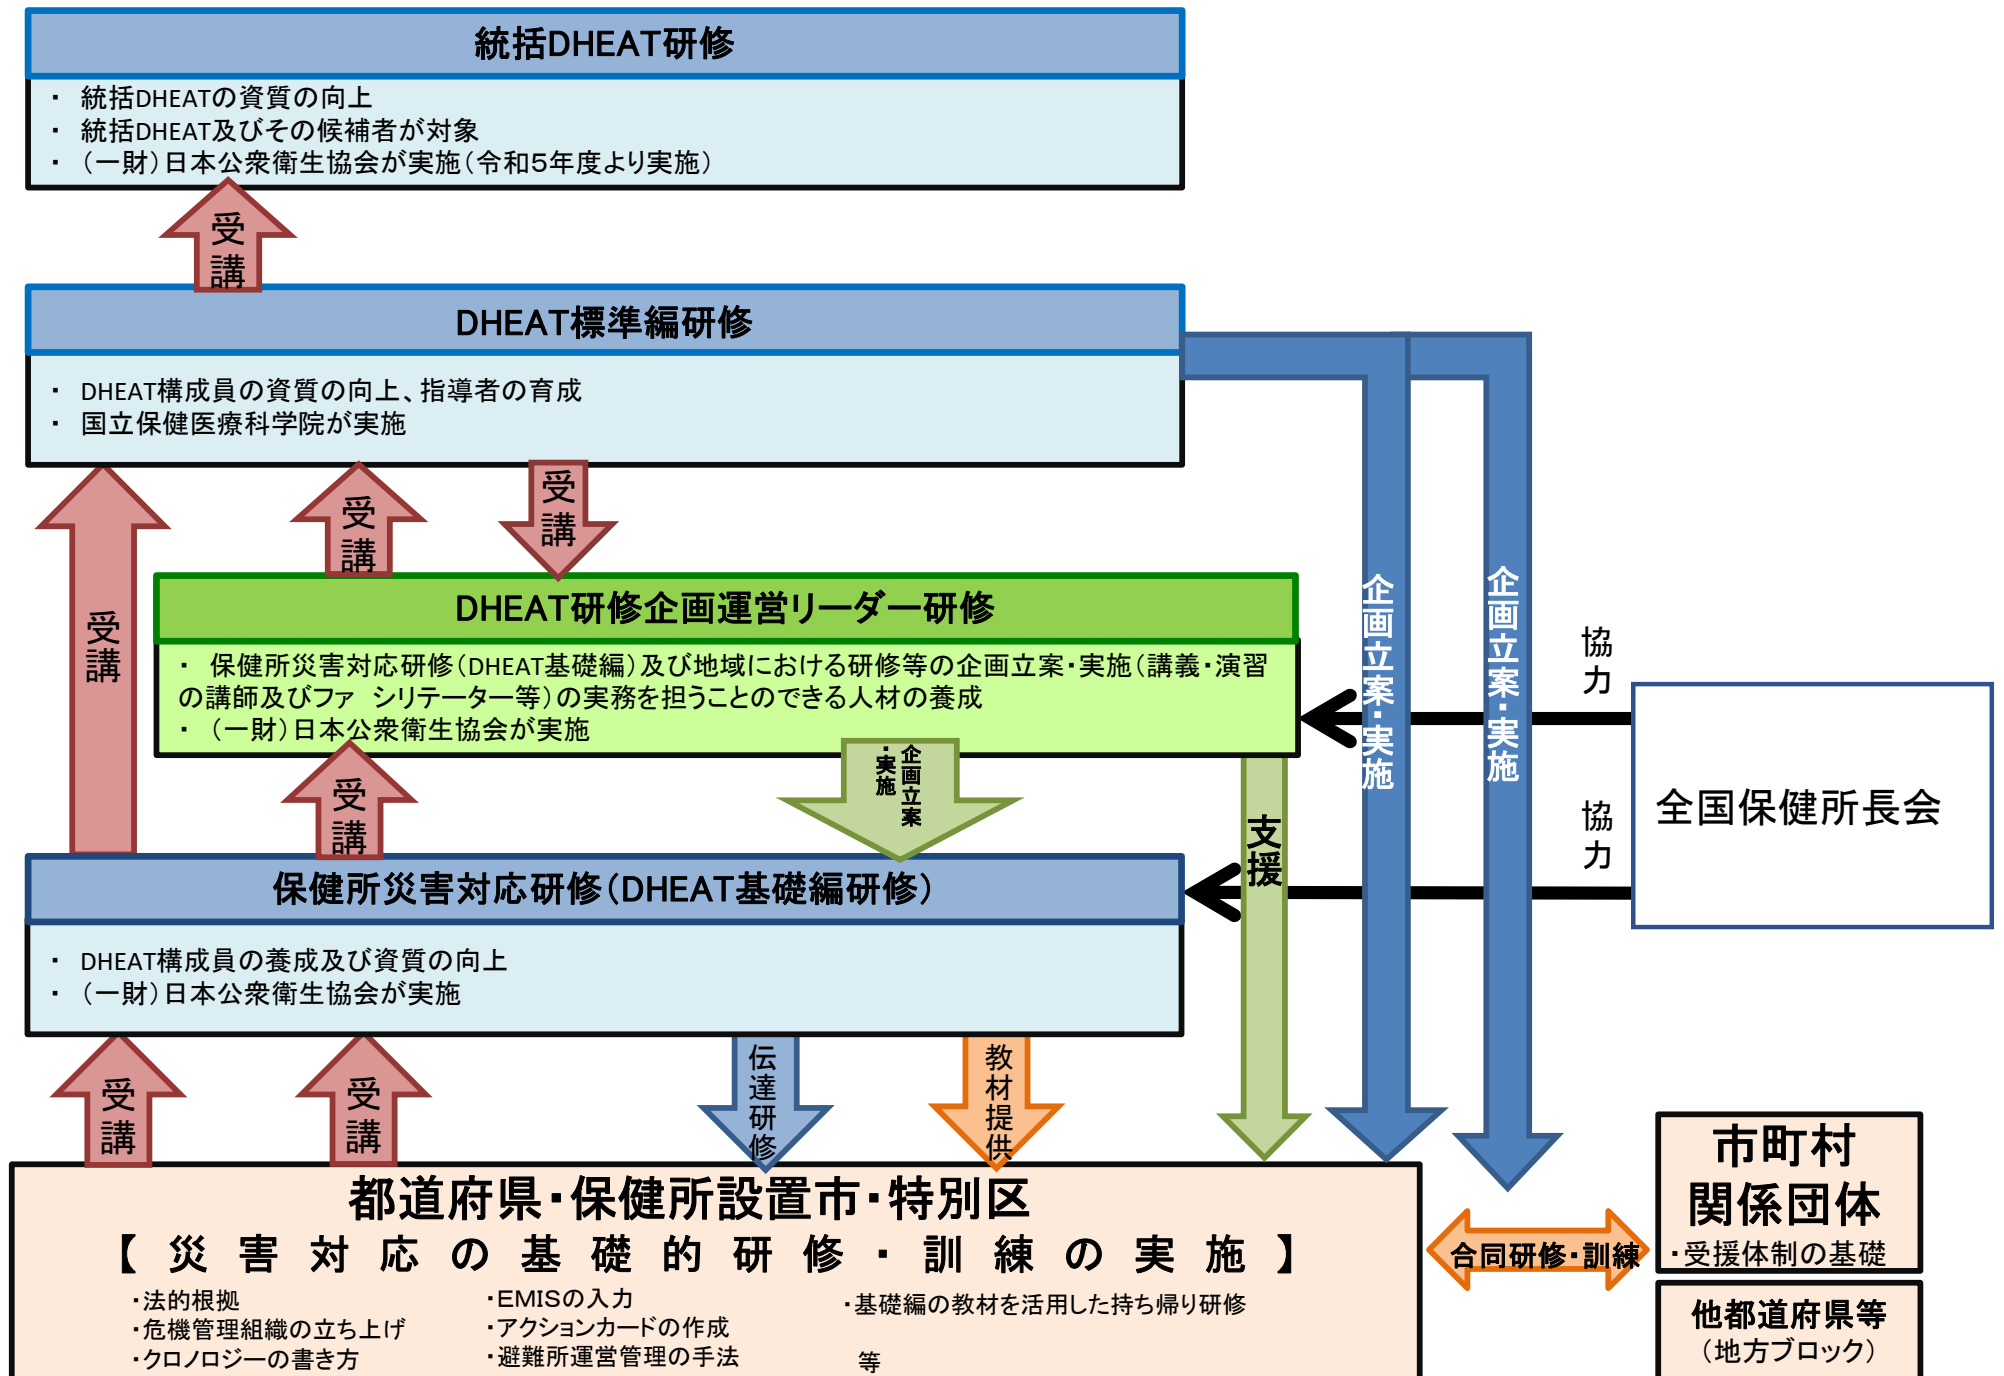 統括DHEAT研修
・ 統括DHEATの資質の向上
・ 統括DHEAT及びその候補者が対象
・ （一財）日本公衆衛生協会が実施（令和５年度より実施）
受講
DHEAT標準編研修
・ DHEAT構成員の資質の向上、指導者の育成
・ 国立保健医療科学院が実施
受講
受講
受講
DHEAT研修企画運営リーダー研修
・ 保健所災害対応研修（DHEAT基礎編）及び地域における研修等の企画立案・実施（講義・演習
の講師及びファ シリテーター等）の実務を担うことのできる人材の養成
・ （一財）日本公衆衛生協会が実施
企画立案・実施
企画立案・実施
協力
協力
全国保健所長会
受講
企画立案
・実施
支援
保健所災害対応研修（DHEAT基礎編研修）
・ DHEAT構成員の養成及び資質の向上
・ （一財）日本公衆衛生協会が実施
受講
受講
伝達研修
教材提供
都道府県・保健所設置市・特別区
【災害対応の基礎的研修・訓練の実施】
・法的根拠
・危機管理組織の立ち上げ
・クロノロジーの書き方
・EMISの入力
・アクションカードの作成
・避難所運営管理の手法
・基礎編の教材を活用した持ち帰り研修
等
合同研修・訓練
市町村
関係団体
・受援体制の基礎
他都道府県等
（地方ブロック）